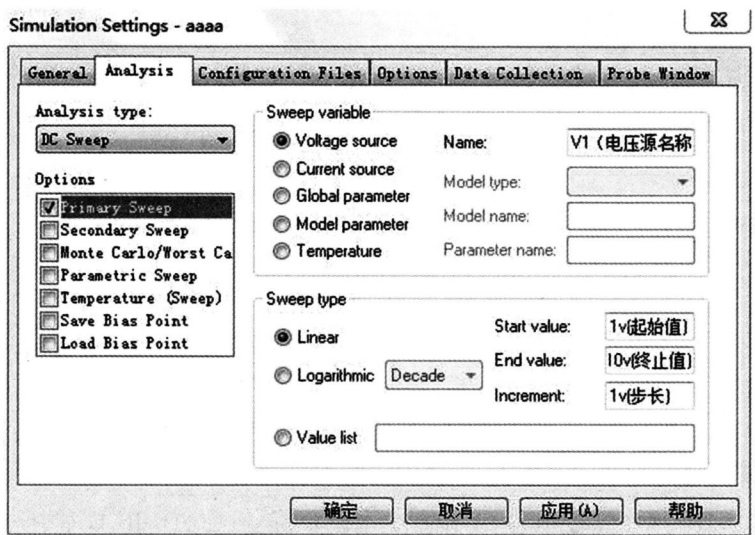 Simulation Settings - aaaa
General Analysis Configuration Files Options Data Collection Probe Window
Analysis type:
DC Sweep
Options
Primary Sweep
Secondary Sweep
Monte Carlo/Worst Ca
Parametric Sweep
Temperature (Sweep)
Save Bias Point
Load Bias Point
Sweep variable
Voltage source
Current source
Global parameter
Model parameter
Temperature
Name: V1（电压源名称
Model type:
Model name:
Parameter name:
Sweep type
Linear
Logarithmic Decade
Value list
Start value: 1v(起始值)
End value: 10v(终止值)
Increment: 1v(步长)
确定 取消 应用(A) 帮助